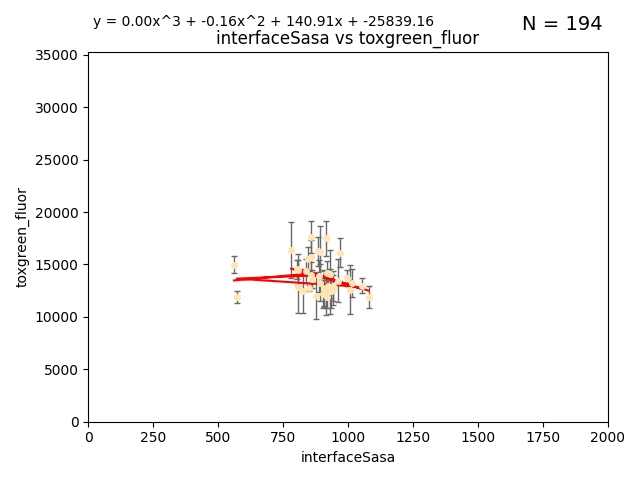 y = 0.00x^3 + -0.16x^2 + 140.91x + -25839.16
N = 194
interfaceSasa vs toxgreen_fluor
35000
30000
25000
20000
15000
10000
5000
0
toxgreen_fluor
0 250 500 750 1000 1250 1500 1750 2000
interfaceSasa